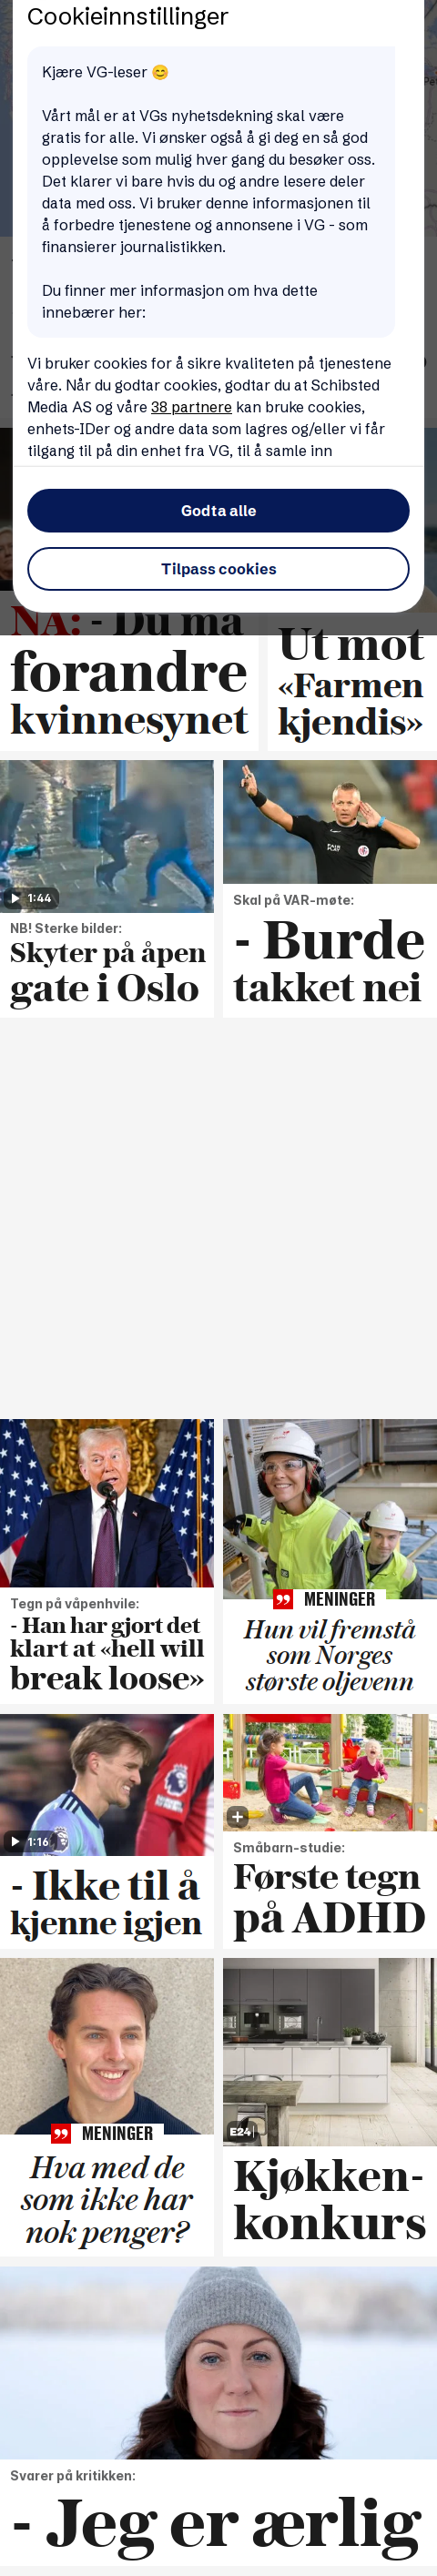 Cookieinnstillinger
Kjære VG-leser 😊
Vårt mål er at VGs nyhetsdekning skal være
gratis for alle. Vi ønsker også å gi deg en så god
opplevelse som mulig hver gang du besøker oss.
Det klarer vi bare hvis du og andre lesere deler
data med oss. Vi bruker denne informasjonen til
å forbedre tjenestene og annonsene i VG - som
finansierer journalistikken.
Du finner mer informasjon om hva dette
innebærer her:
Vi bruker cookies for å sikre kvaliteten på tjenestene
våre. Når du godtar cookies, godtar du at Schibsted
Media AS og våre 38 partnere kan bruke cookies,
enhets-IDer og andre data som lagres og/eller vi får
tilgang til på din enhet fra VG, til å samle inn
Godta alle
Tilpass cookies
NÅ: - Du må
forandre
kvinnesynet
Ut mot
«Farmen
kjendis»
1:44
NB! Sterke bilder:
Skyter på åpen
gate i Oslo
Skal på VAR-møte:
- Burde
takket nei
Tegn på våpenhvile:
- Han har gjort det
klart at «hell will
break loose»
MENINGER
Hun vil fremstå
som Norges
største oljevenn
1:16
- Ikke til å
kjenne igjen
Småbarn-studie:
Første tegn
på ADHD
MENINGER
Hva med de
som ikke har
nok penger?
E24
Kjøkken-
konkurs
Svarer på kritikken:
- Jeg er ærlig